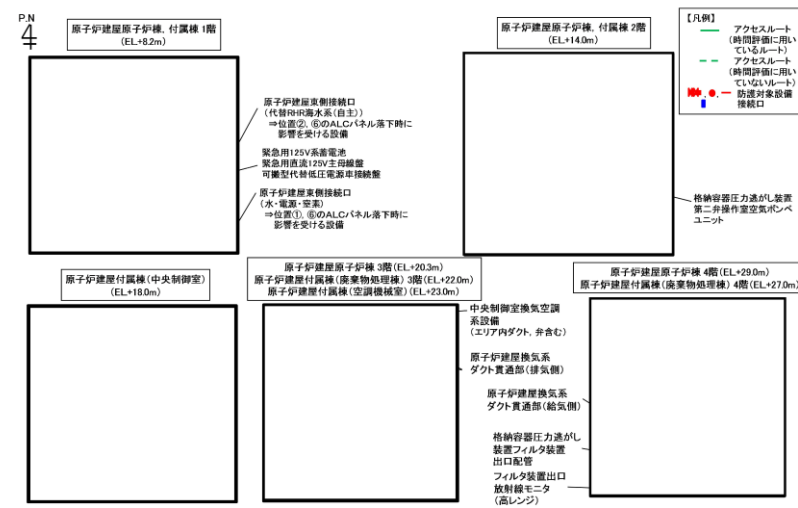 P.N
原子炉建屋原子炉棟，付属棟 1階
(EL.+8.2m)
原子炉建屋東側接続口
(代替RHR海水系(自主))
⇒位置②，⑥のALCパネル落下時に
影響を受ける設備
緊急用125V系蓄電池
緊急用直流125V主母線盤
可搬型代替低圧電源車接続盤
原子炉建屋東側接続口
(水・電源・窒素)
⇒位置①，⑥のALCパネル落下時に
影響を受ける設備
原子炉建屋原子炉棟，付属棟 2階
(EL.+14.0m)
格納容器圧力逃がし装置
第二弁操作室空気ボンベ
ユニット
【凡例】
アクセスルート
(時間評価に用い
ているルート)
アクセスルート
(時間評価に用い
ていないルート)
防護対象設備
接続口
原子炉建屋付属棟(中央制御室)
(EL.+18.0m)
原子炉建屋原子炉棟 3階(EL.+20.3m)
原子炉建屋付属棟(廃棄物処理棟) 3階(EL.+22.0m)
原子炉建屋付属棟(空調機械室)(EL.+23.0m)
中央制御室換気空調
系設備
(エリア内ダクト，弁含む)
原子炉建屋換気系
ダクト貫通部(排気側)
原子炉建屋原子炉棟 4階(EL.+29.0m)
原子炉建屋付属棟(廃棄物処理棟) 4階(EL.+27.0m)
原子炉建屋換気系
ダクト貫通部(給気側)
格納容器圧力逃がし
装置フィルタ装置
出口配管
フィルタ装置出口
放射線モニタ
(高レンジ)